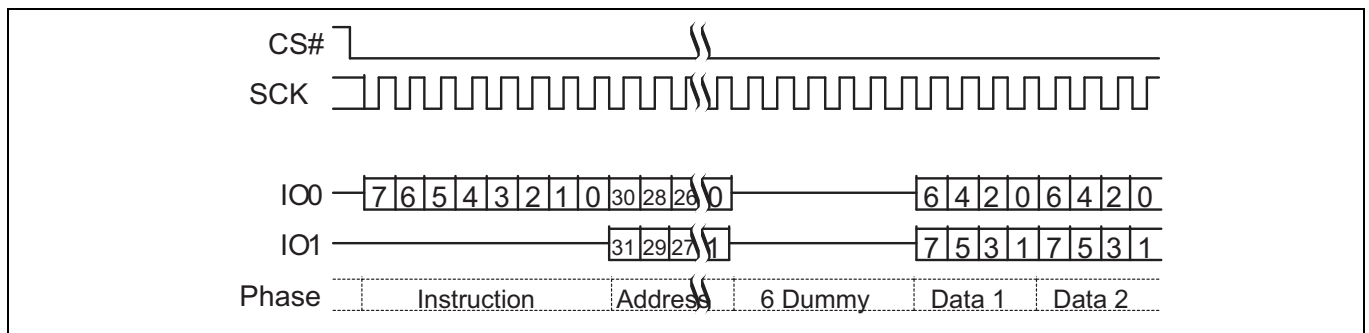 CS#
SCK
IO0 7 6 5 4 3 2 1 0 30 28 26 0 6 4 2 0 6 4 2 0
IO1 31 29 27 1 7 5 3 1 7 5 3 1
Phase Instruction Address 6 Dummy Data 1 Data 2